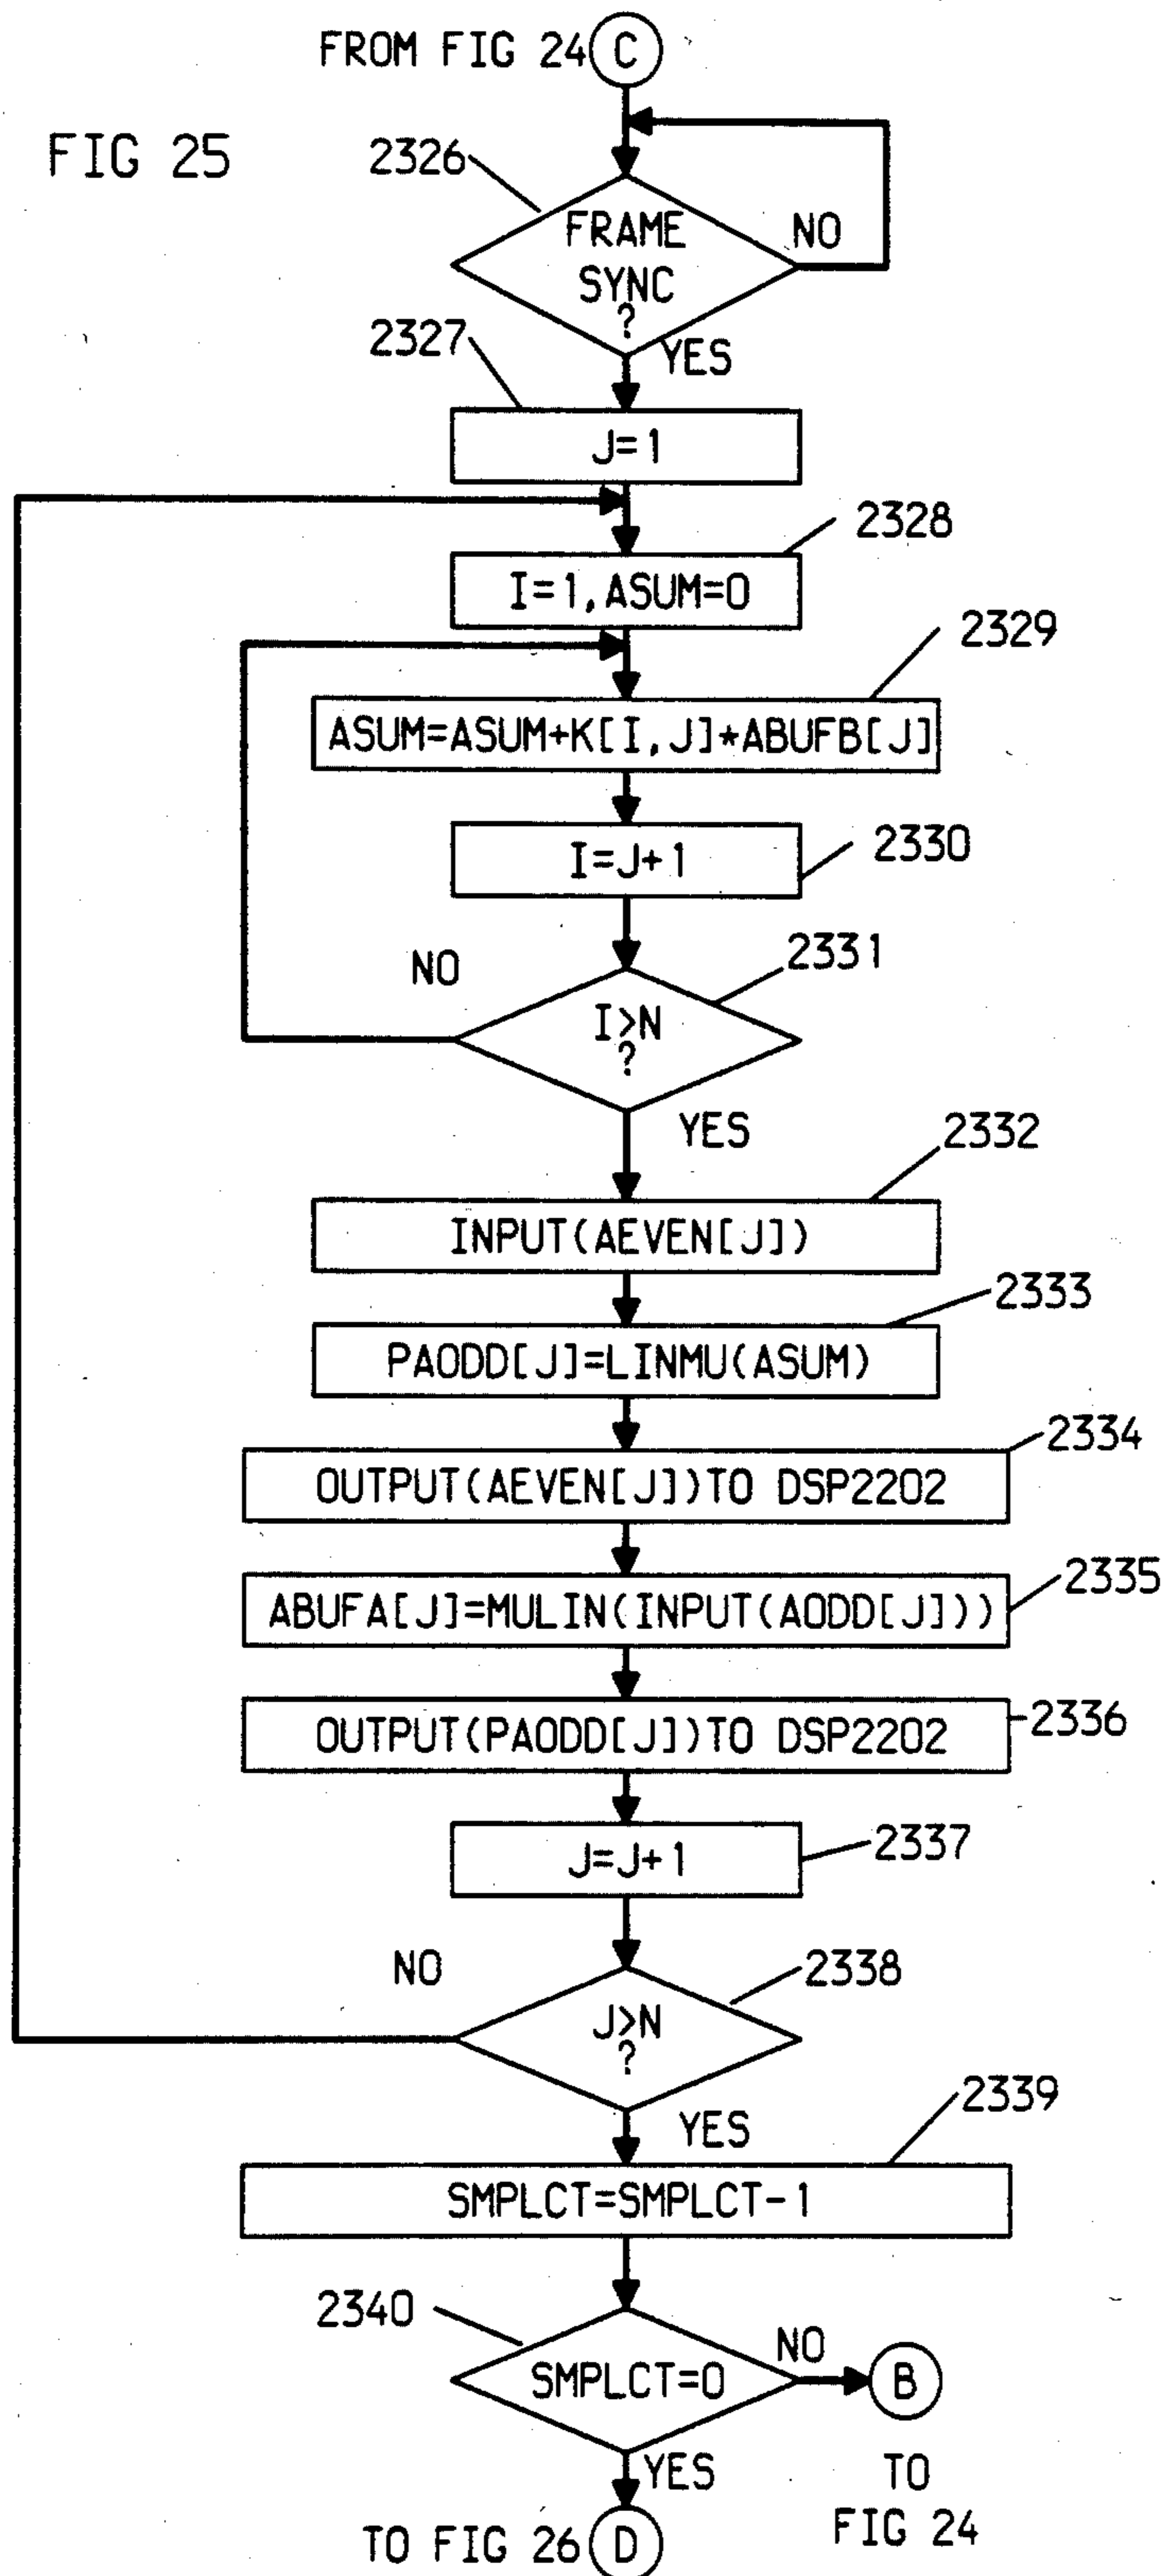 FROM FIG 24 C
FIG 25
2326
FRAME
SYNC
?
NO
YES
2327
J=1
2328
I=1,ASUM=0
2329
ASUM=ASUM+K[I,J]*ABUFB[J]
2330
I=J+1
2331
NO
I>N
?
YES
2332
INPUT(AEVEN[J])
2333
PAODD[J]=LINMU(ASUM)
2334
OUTPUT(AEVEN[J])TO DSP2202
2335
ABUFA[J]=MULIN(INPUT(AODD[J]))
2336
OUTPUT(PAODD[J])TO DSP2202
2337
J=J+1
2338
NO
J>N
?
YES
2339
SMPLCT=SMPLCT-1
2340
SMPLCT=0
NO
B
TO
FIG 24
YES
TO FIG 26 D